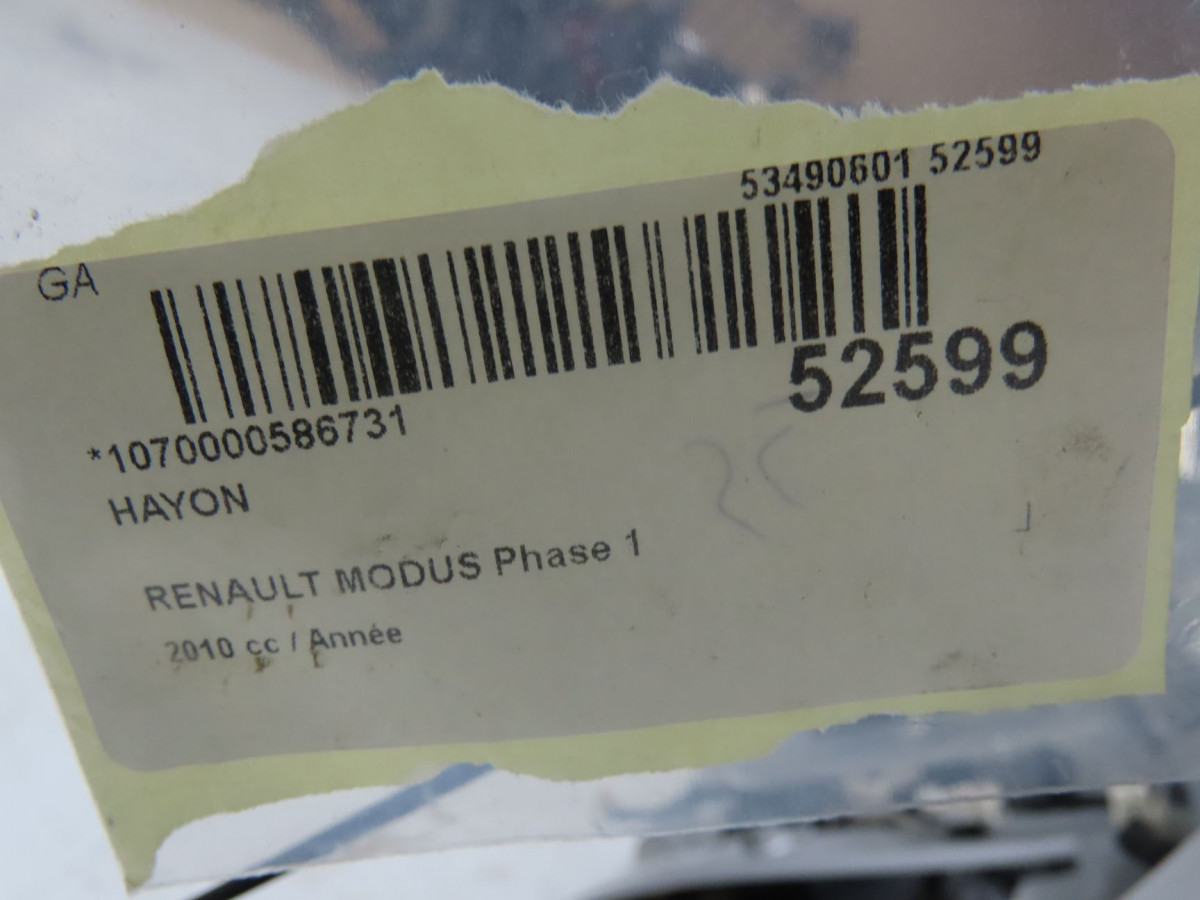 53490601 52599
GA
52599
*1070000586731
HAYON
RENAULT MODUS Phase 1
2010 cc / Année